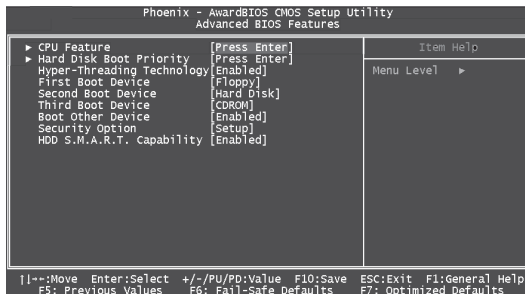 Phoenix - AwardBIOS CMOS Setup Utility
Advanced BIOS Features
► CPU Feature [Press Enter]
► Hard Disk Boot Priority [Press Enter]
Hyper-Threading Technology[Enabled]
First Boot Device [Floppy]
Second Boot Device [Hard Disk]
Third Boot Device [CDROM]
Boot Other Device [Enabled]
Security Option [Setup]
HDD S.M.A.R.T. Capability [Enabled]
Item Help
Menu Level ►
↑↓→←:Move Enter:Select +/-/PU/PD:Value F10:Save ESC:Exit F1:General Help
F5: Previous Values F6: Fail-Safe Defaults F7: Optimized Defaults